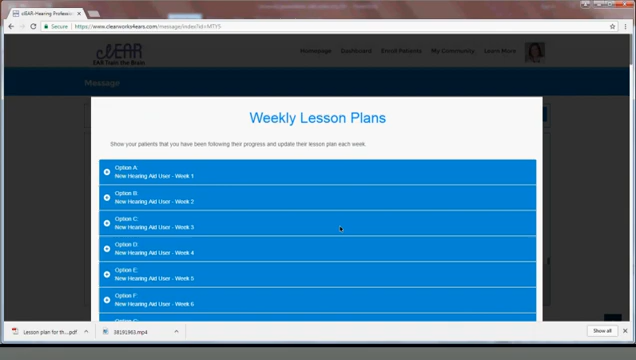 clEAR-Hearing Professio
Secure
https://www.clearworks4ears.com/message/index?id=MTY5
clEAR
EAR Train the Brain
Homepage
Dashboard
Enroll Patients
My Community
Learn More
Message
Weekly Lesson Plans
Show your patients that you have been following their progress and update their lesson plan each week.
Option A:
New Hearing Aid User - Week 1
Option B:
New Hearing Aid User - Week 2
Option C:
New Hearing Aid User - Week 3
Option D:
New Hearing Aid User - Week 4
Option E:
New Hearing Aid User - Week 5
Option F:
New Hearing Aid User - Week 6
Lesson plan for th....pdf
38191983.mp4
Show all